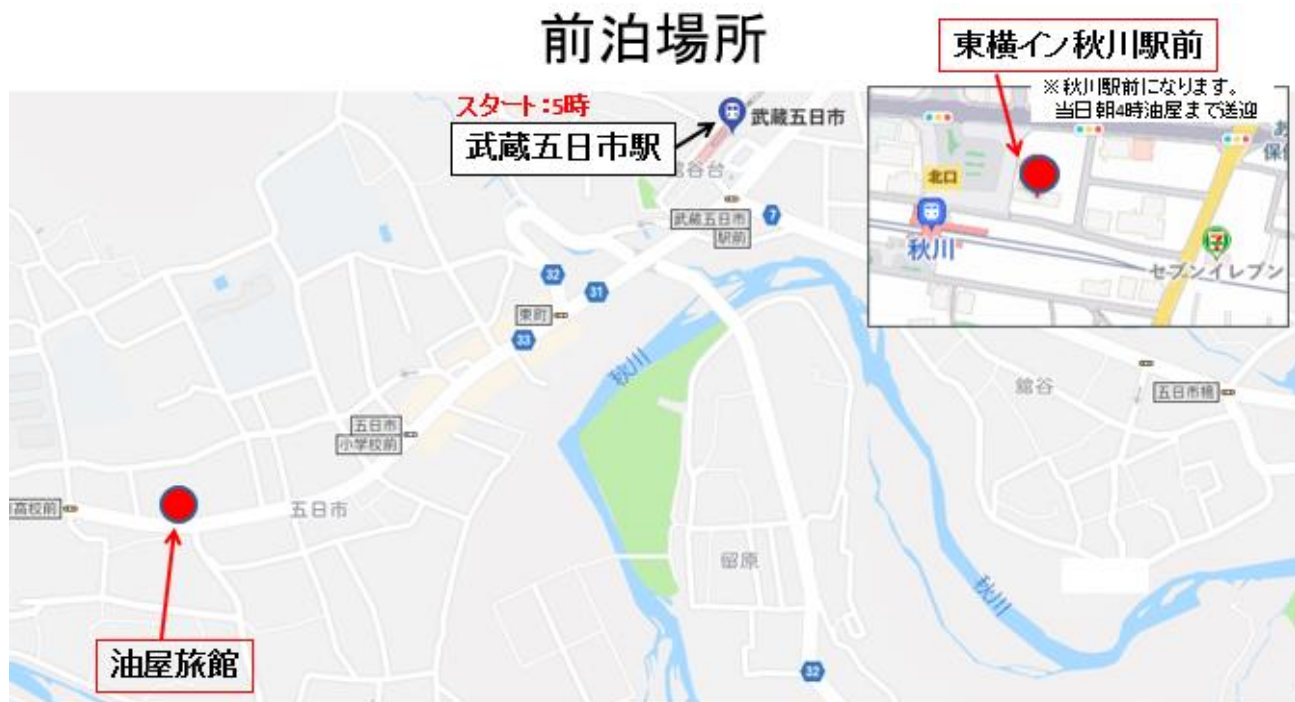 前泊場所
東横イン秋川駅前
※秋川駅前になります。
当日朝4時油屋まで送迎
スタート:5時
武蔵五日市駅
武蔵五日市
武蔵五日市
駅前
7
32
31
33
東町
五日市
小学校前
高校前
五日市
油屋旅館
秋川
留原
32
秋川
舘谷
五日市橋
北口
秋川
セブンイレブン